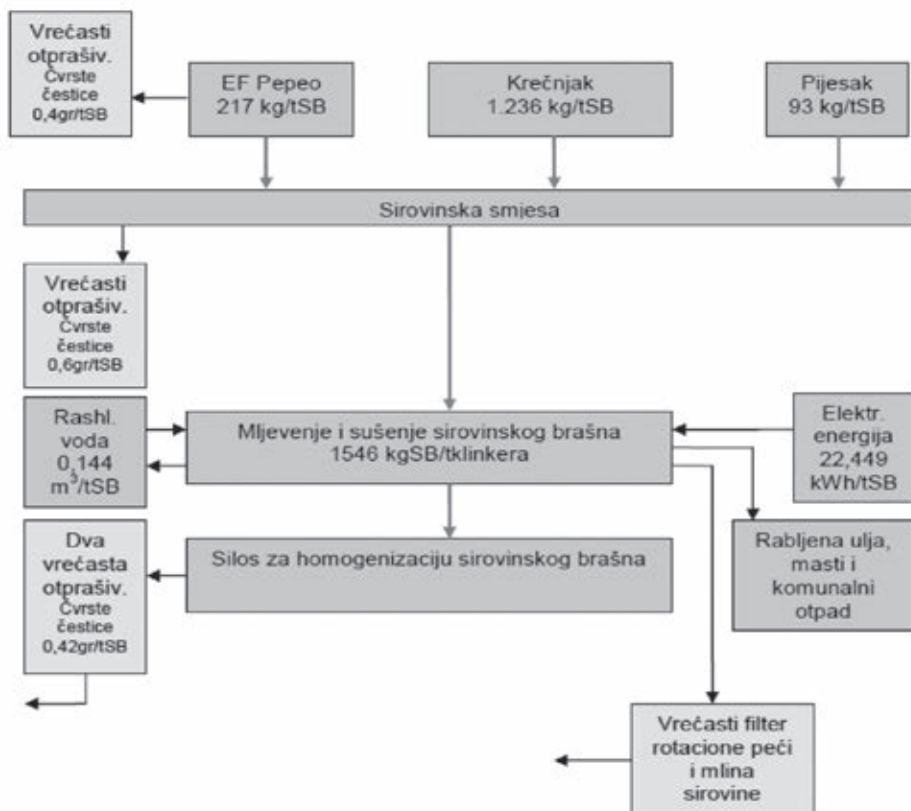 Vrećasti
otprašiv.
Čvrste
čestice
0,4gr/tSB
EF Pepeo
217 kg/tSB
Krečnjak
1.236 kg/tSB
Pijesak
93 kg/tSB
Sirovinska smjesa
Vrećasti
otprašiv.
Čvrste
čestice
0,6gr/tSB
Rashl.
voda
0,144
m³/tSB
Mljevenje i sušenje sirovinskog brašna
1546 kgSB/tklinkera
Elektr.
energija
22,449
kWh/tSB
Dva
vrećasta
otprašiv.
Čvrste
čestice
0,42gr/tSB
Silos za homogenizaciju sirovinskog brašna
Rabljena ulja,
masti i
komunalni
otpad
Vrećasti filter
rotacione peći
i mlina
sirovine